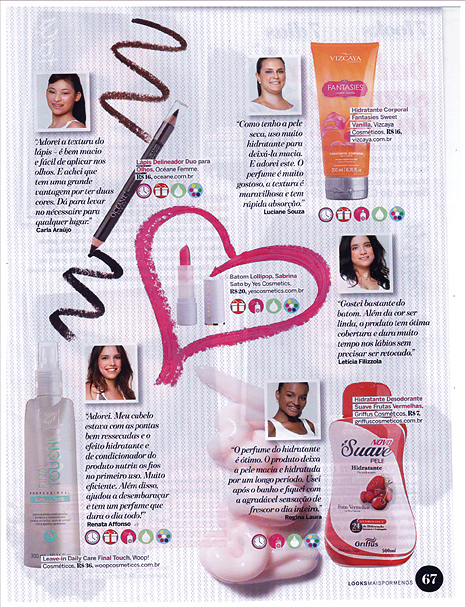 "Adorei a textura do
lápis – é bem macio
e fácil de aplicar nos
olhos. E achei que
tem uma grande
vantagem por ter duas
cores. Dá para levar
no nécessaire para
qualquer lugar."
Carla Araújo
Lápis Delineador Duo para
Olhos, Océane Femme,
R$16, oceane.com.br
OCÉANE
"Como tenho a pele
seca, uso muito
hidratante para
deixá-la macia.
E adorei este. O
perfume é muito
gostoso, a textura é
maravilhosa e tem
rápida absorção."
Luciane Souza
VIZCAYA
FANTASIES
Hidratante Corporal
Fantasies Sweet
Vanilla, Vizcaya
Cosméticos, R$16,
vizcaya.com.br
Batom Lollipop, Sabrina
Sato by Yes Cosmetics,
R$20, yescosmetics.com.br
"Gostei bastante do
batom. Além da cor ser
linda, o produto tem ótima
cobertura e dura muito
tempo nos lábios sem
precisar ser retocado."
Letícia Filizzola
"Adorei. Meu cabelo
estava com as pontas
bem ressecadas e o
efeito hidratante e
de condicionador do
produto nutriu os fios
no primeiro uso. Muito
eficiente. Além disso,
ajudou a desembaraçar
e tem um perfume que
dura o dia todo!"
Renata Affonso
TOUCH
Leave-in Daily Care Final Touch, Woop!
Cosméticos, R$36, woopcosmetics.com.br
"O perfume do hidratante
é ótimo. O produto deixa
a pele macia e hidratada
por um longo período. Usei
após o banho e fiquei com
a agradável sensação de
frescor o dia inteiro."
Regina Laura
Hidratante Desodorante
Suave Frutas Vermelhas,
Griffus Cosméticos, R$7,
griffuscosmeticos.com.br
NOVO
Suave
PELE
Hidratante
Frutas Vermelhas
Griffus
500ml
LOOKSMAISPORMENOS
67